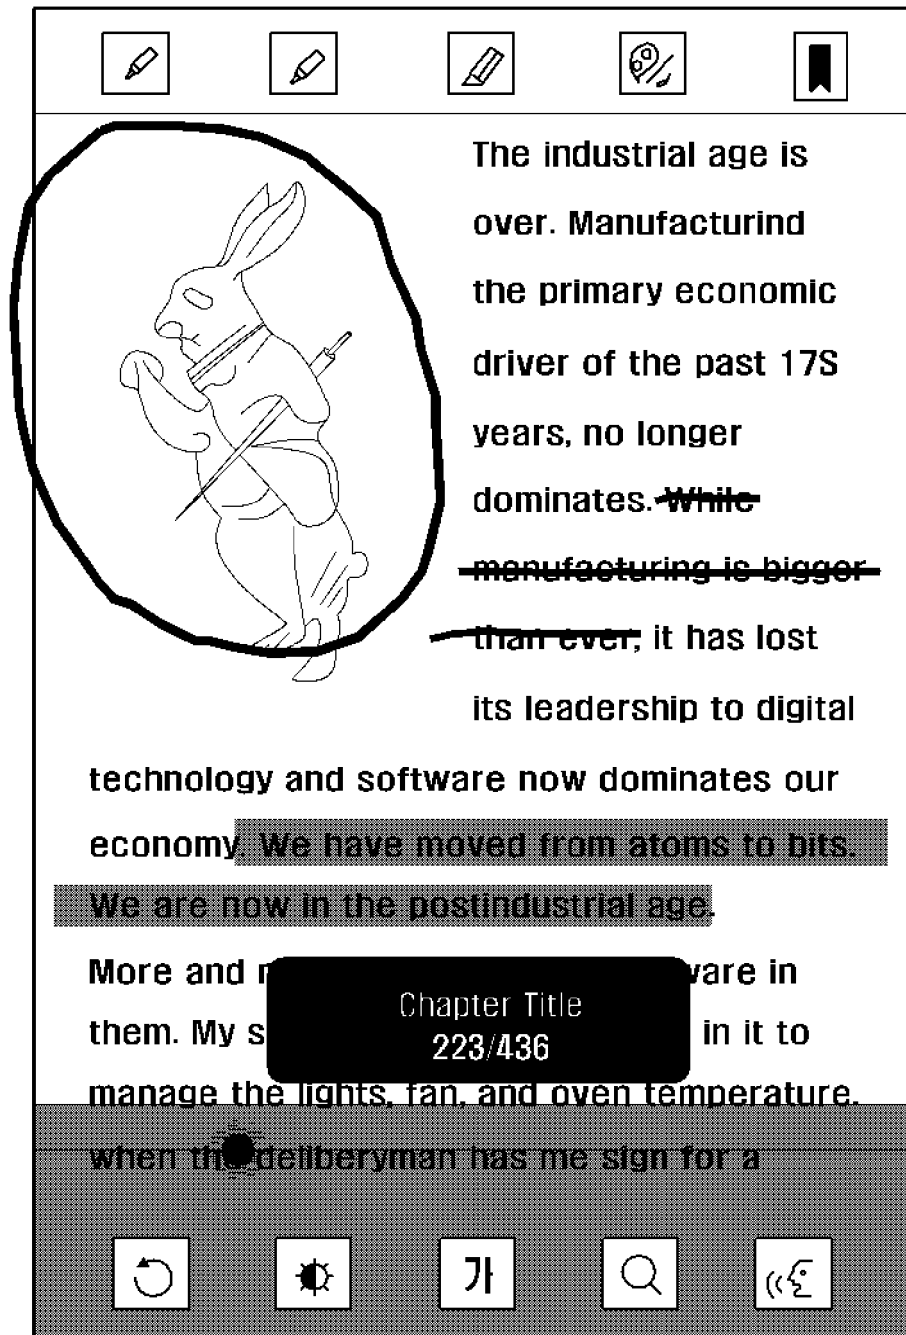 The industrial age is
over. Manufacturind
the primary economic
driver of the past 17S
years, no longer
dominates. While
manufacturing is bigger
than ever, it has lost
its leadership to digital
technology and software now dominates our
economy. We have moved from atoms to bits.
We are now in the postindustrial age.
More and ware in
them. My s in it to
Chapter Title
223/436
manage the lights, fan, and oven temperature.
when the deliberyman has me sign for a
가